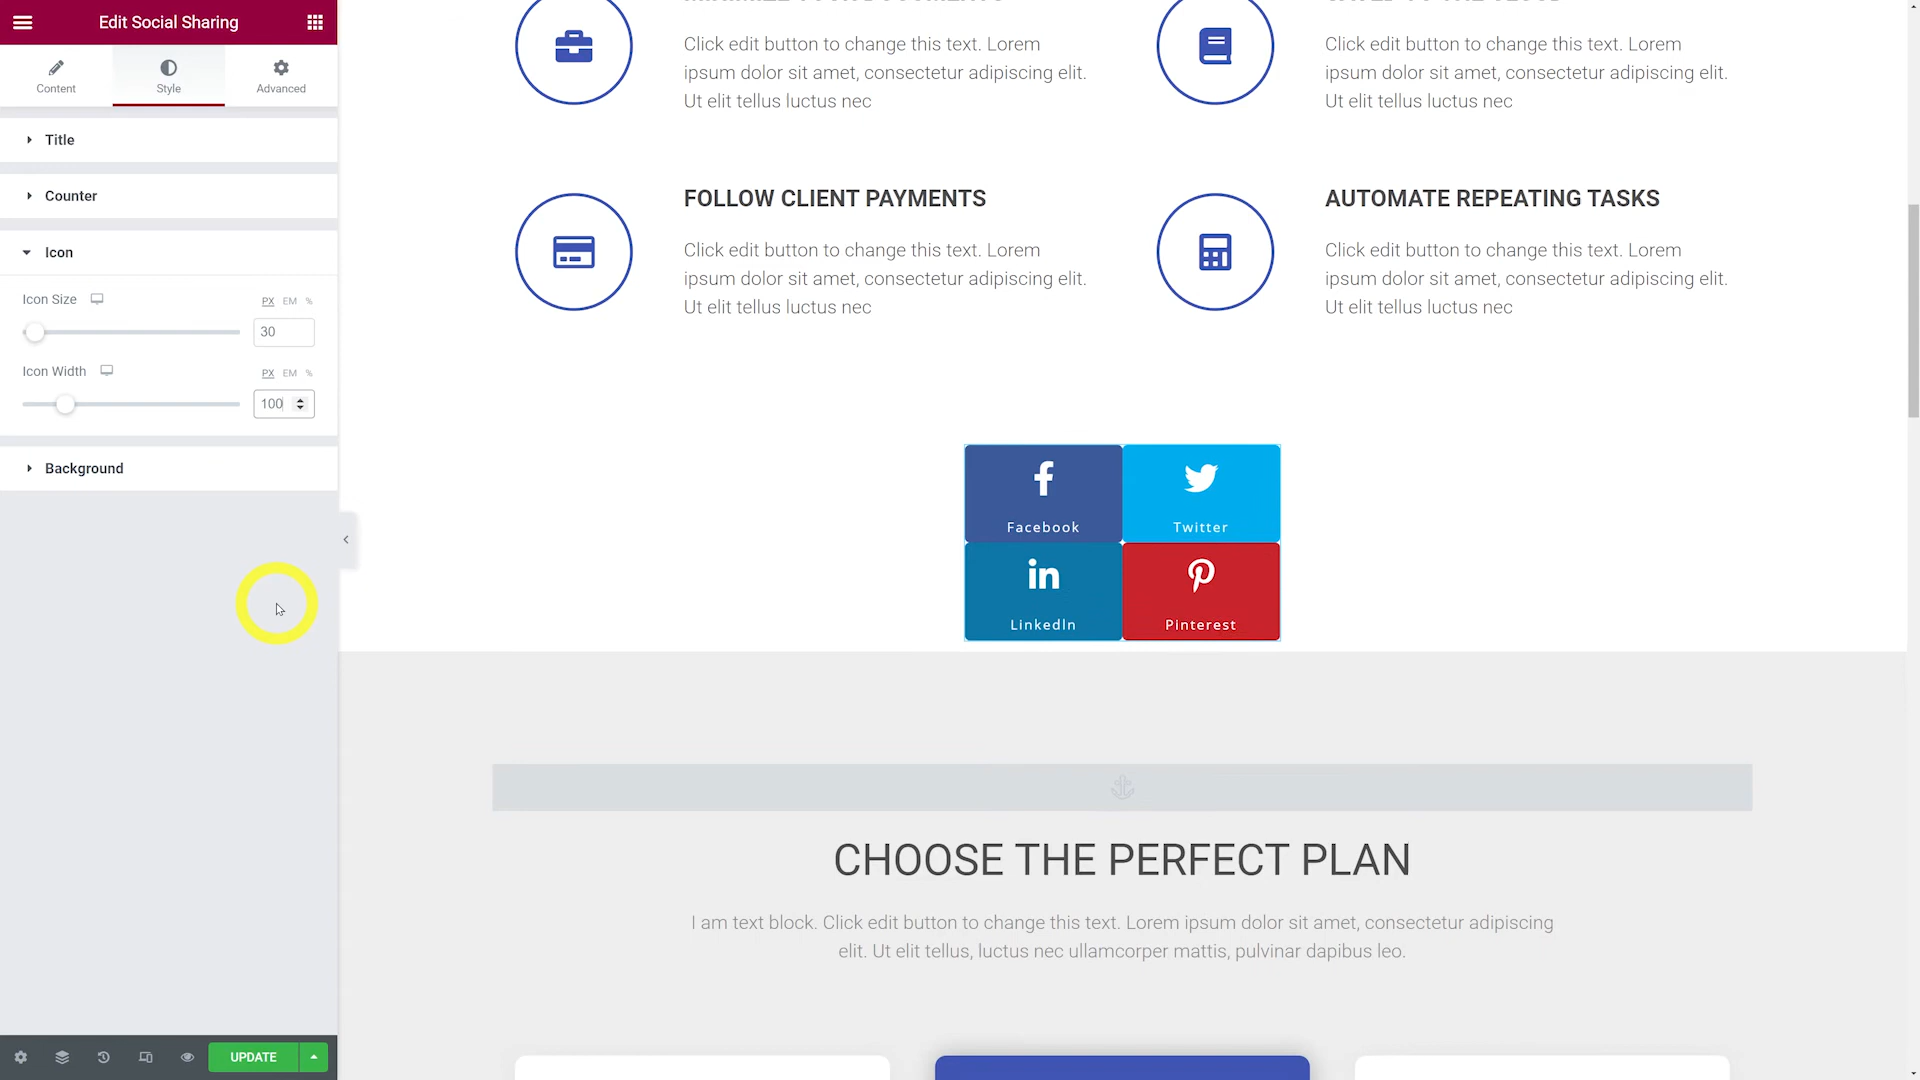 Edit Social Sharing
Content
Style
Advanced
Title
Counter
Icon
Icon Size
PX EM %
30
Icon Width
PX EM %
100
Background
UPDATE
Click edit button to change this text. Lorem
ipsum dolor sit amet, consectetur adipiscing elit.
Ut elit tellus luctus nec
Click edit button to change this text. Lorem
ipsum dolor sit amet, consectetur adipiscing elit.
Ut elit tellus luctus nec
FOLLOW CLIENT PAYMENTS
Click edit button to change this text. Lorem
ipsum dolor sit amet, consectetur adipiscing elit.
Ut elit tellus luctus nec
AUTOMATE REPEATING TASKS
Click edit button to change this text. Lorem
ipsum dolor sit amet, consectetur adipiscing elit.
Ut elit tellus luctus nec
Facebook
Twitter
LinkedIn
Pinterest
CHOOSE THE PERFECT PLAN
I am text block. Click edit button to change this text. Lorem ipsum dolor sit amet, consectetur adipiscing
elit. Ut elit tellus, luctus nec ullamcorper mattis, pulvinar dapibus leo.